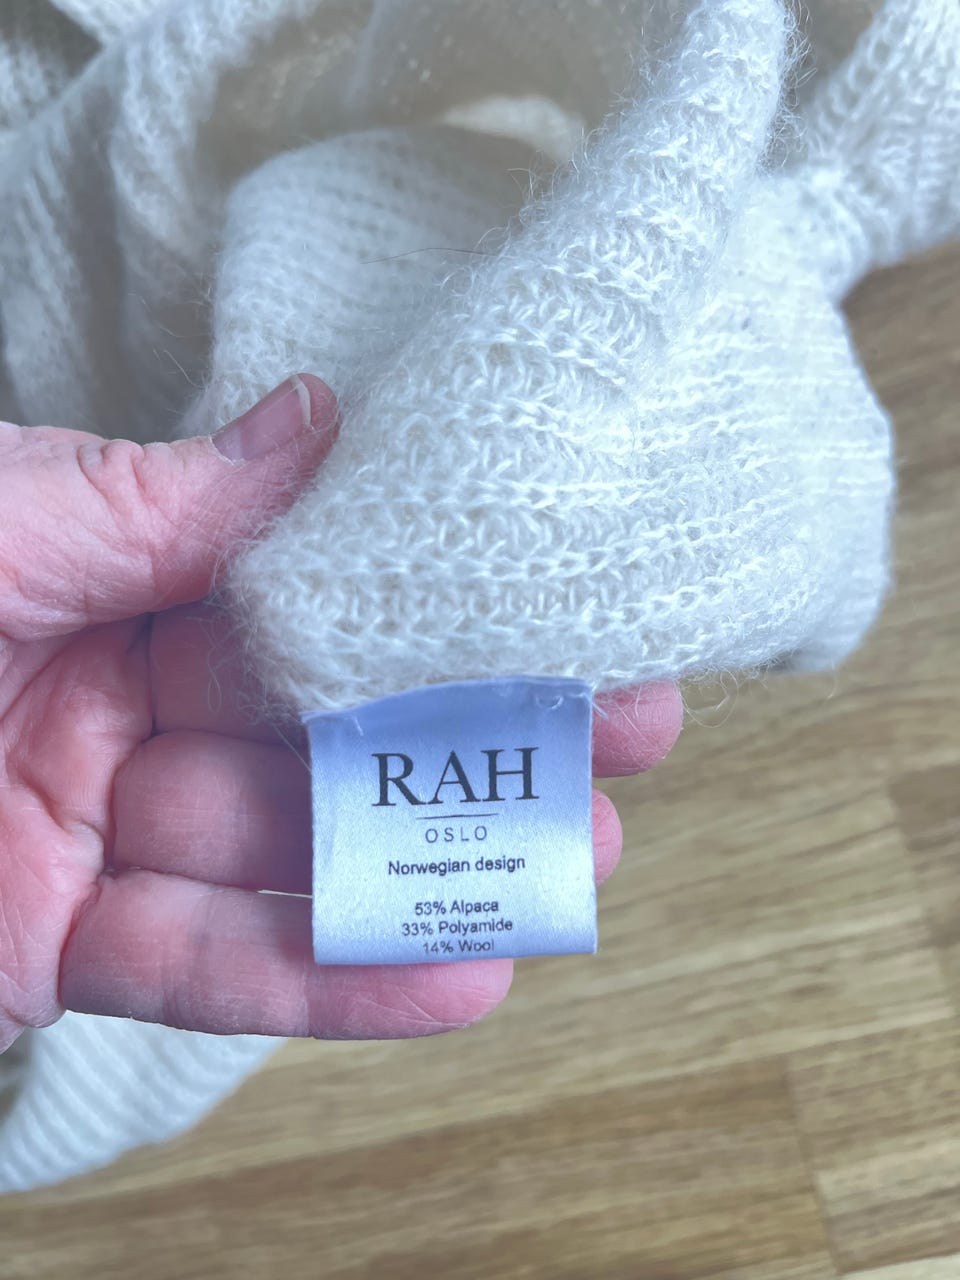 RAH
OSLO
Norwegian design
53% Alpaca
33% Polyamide
14% Wool